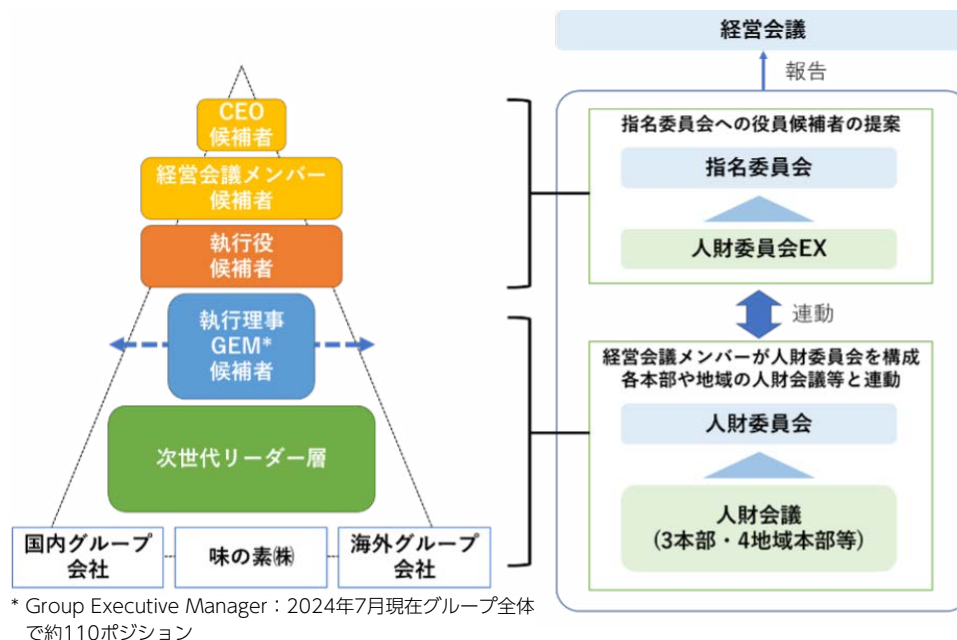 経営会議
報告
CEO
候補者
経営会議メンバー
候補者
執行役
候補者
執行理事
GEM*
候補者
次世代リーダー層
国内グループ
会社
味の素㈱
海外グループ
会社
* Group Executive Manager：2024年7月現在グループ全体
で約110ポジション
指名委員会への役員候補者の提案
指名委員会
人財委員会EX
連動
経営会議メンバーが人財委員会を構成
各本部や地域の人財会議等と連動
人財委員会
人財会議
(3本部・4地域本部等)